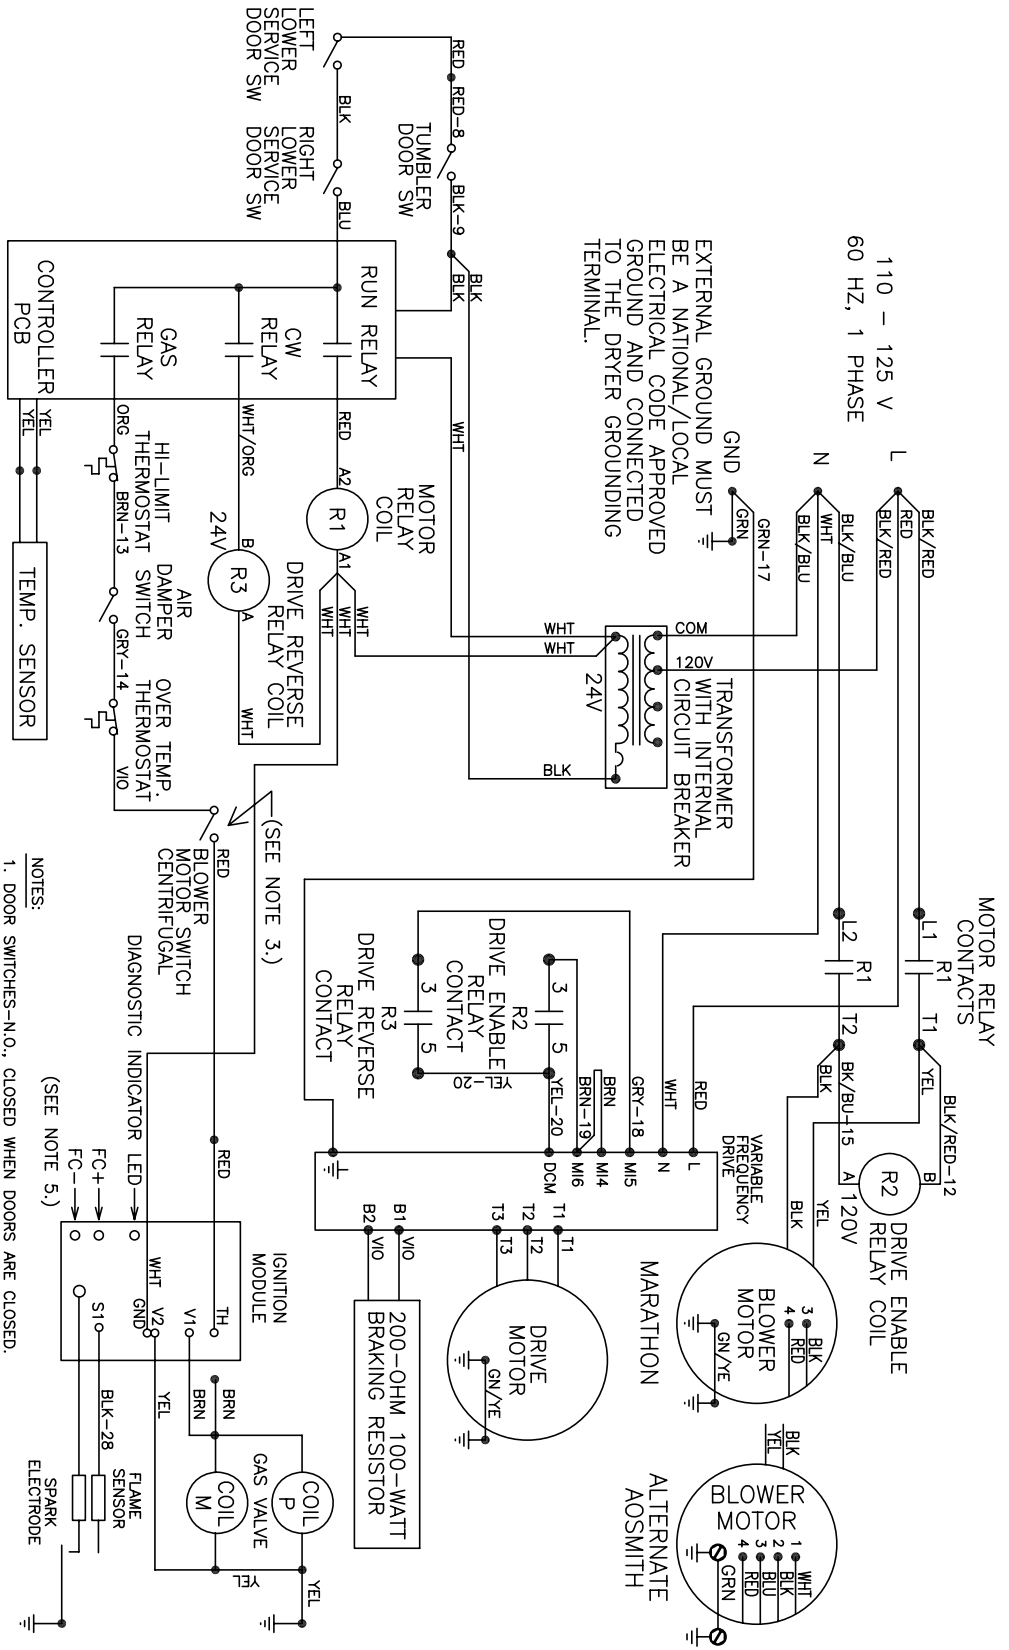 110 – 125 V
60 HZ, 1 PHASE
L
N
GND
BLK/RED
RED
BLK/RED
BLK/BLU
WHT
BLK/BLU
GRN-17
GRN
EXTERNAL GROUND MUST
BE A NATIONAL/LOCAL
ELECTRICAL CODE APPROVED
GROUND AND CONNECTED
TO THE DRYER GROUNDING
TERMINAL.
MOTOR RELAY
CONTACTS
L1
R1
T1
L2
R1
T2
YEL
BLK/RED-12
BLK
BK/BU-15
B
R2
A
120V
DRIVE ENABLE
RELAY COIL
YEL
BLK
MARATHON
BLOWER
MOTOR
3
4
BLK
RED
GN/YE
ALTERNATE
AOSMITH
BLK
YEL
BLOWER
MOTOR
1
2
3
4
WHT
BLK
BLU
RED
GRN
COM
120V
TRANSFORMER
WITH INTERNAL
CIRCUIT BREAKER
24V
WHT
WHT
BLK
RED
RED-8
TUMBLER
DOOR SW
BLK-9
BLK
BLK
LEFT
LOWER
SERVICE
DOOR SW
BLK
RIGHT
LOWER
SERVICE
DOOR SW
BLU
RUN RELAY
CW
RELAY
GAS
RELAY
CONTROLLER
PCB
WHT
RED
A2
R1
A1
MOTOR
RELAY
COIL
WHT
WHT
WHT
WHT/ORG
B
R3
A
24V
DRIVE REVERSE
RELAY COIL
WHT
ORG
HI-LIMIT
THERMOSTAT
BRN-13
AIR
DAMPER
SWITCH
GRY-14
OVER TEMP.
THERMOSTAT
VIO
YEL
YEL
TEMP. SENSOR
(SEE NOTE 3.)
RED
BLOWER
MOTOR SWITCH
CENTRIFUGAL
RED
DRIVE ENABLE
RELAY
CONTACT
R2
3
5
DRIVE REVERSE
RELAY
CONTACT
R3
3
5
YEL-20
YEL-20
BRN-19
BRN
GRY-18
WHT
RED
VARIABLE
FREQUENCY
DRIVE
L
N
MI5
MI4
MI6
DCM
T1
T2
T3
B1
B2
T1
T2
T3
VIO
VIO
DRIVE
MOTOR
GN/YE
200-OHM 100-WATT
BRAKING RESISTOR
DIAGNOSTIC INDICATOR LED
FC+
FC-
(SEE NOTE 5.)
IGNITION
MODULE
WHT
TH
V1
V2
GND
S1
BRN
BRN
YEL
BLK-28
COIL
P
COIL
M
GAS VALVE
YEL
YEL
FLAME
SENSOR
SPARK
ELECTRODE
NOTES:
1. DOOR SWITCHES-N.O., CLOSED WHEN DOORS ARE CLOSED.